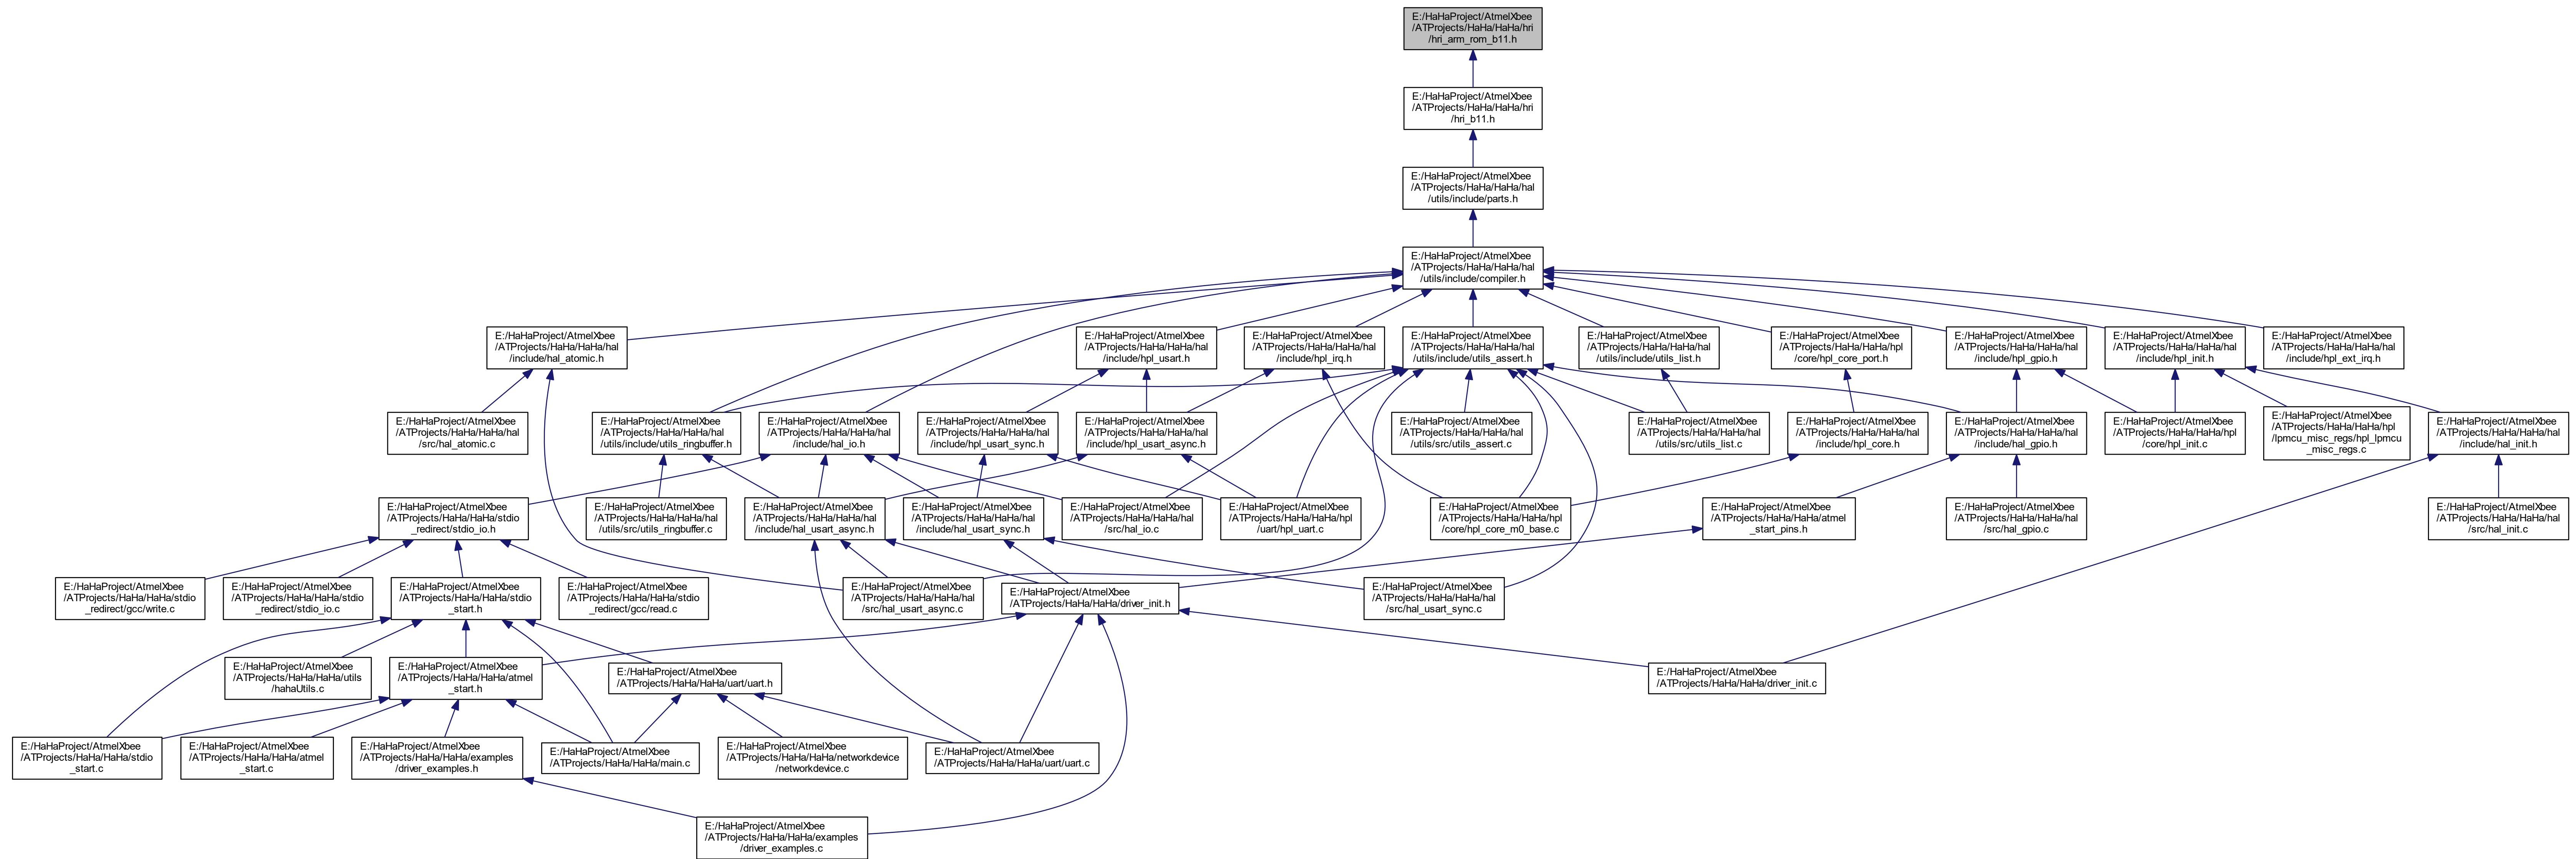 E:/HaHaProject/AtmelXbee
/ATProjects/HaHa/HaHa/hri
/hri_arm_rom_b11.h
E:/HaHaProject/AtmelXbee
/ATProjects/HaHa/HaHa/hri
/hri_b11.h
E:/HaHaProject/AtmelXbee
/ATProjects/HaHa/HaHa/hal
/utils/include/parts.h
E:/HaHaProject/AtmelXbee
/ATProjects/HaHa/HaHa/hal
/utils/include/compiler.h
E:/HaHaProject/AtmelXbee
/ATProjects/HaHa/HaHa/hal
/include/hal_atomic.h
E:/HaHaProject/AtmelXbee
/ATProjects/HaHa/HaHa/hal
/include/hpl_usart.h
E:/HaHaProject/AtmelXbee
/ATProjects/HaHa/HaHa/hal
/include/hpl_irq.h
E:/HaHaProject/AtmelXbee
/ATProjects/HaHa/HaHa/hal
/utils/include/utils_assert.h
E:/HaHaProject/AtmelXbee
/ATProjects/HaHa/HaHa/hal
/utils/include/utils_list.h
E:/HaHaProject/AtmelXbee
/ATProjects/HaHa/HaHa/hpl
/core/hpl_core_port.h
E:/HaHaProject/AtmelXbee
/ATProjects/HaHa/HaHa/hal
/include/hpl_gpio.h
E:/HaHaProject/AtmelXbee
/ATProjects/HaHa/HaHa/hal
/include/hpl_init.h
E:/HaHaProject/AtmelXbee
/ATProjects/HaHa/HaHa/hal
/include/hpl_ext_irq.h
E:/HaHaProject/AtmelXbee
/ATProjects/HaHa/HaHa/hal
/src/hal_atomic.c
E:/HaHaProject/AtmelXbee
/ATProjects/HaHa/HaHa/hal
/utils/include/utils_ringbuffer.h
E:/HaHaProject/AtmelXbee
/ATProjects/HaHa/HaHa/hal
/include/hal_io.h
E:/HaHaProject/AtmelXbee
/ATProjects/HaHa/HaHa/hal
/include/hpl_usart_sync.h
E:/HaHaProject/AtmelXbee
/ATProjects/HaHa/HaHa/hal
/include/hpl_usart_async.h
E:/HaHaProject/AtmelXbee
/ATProjects/HaHa/HaHa/hal
/utils/src/utils_assert.c
E:/HaHaProject/AtmelXbee
/ATProjects/HaHa/HaHa/hal
/utils/src/utils_list.c
E:/HaHaProject/AtmelXbee
/ATProjects/HaHa/HaHa/hal
/include/hpl_core.h
E:/HaHaProject/AtmelXbee
/ATProjects/HaHa/HaHa/hal
/include/hal_gpio.h
E:/HaHaProject/AtmelXbee
/ATProjects/HaHa/HaHa/hpl
/core/hpl_init.c
E:/HaHaProject/AtmelXbee
/ATProjects/HaHa/HaHa/hpl
/lpmcu_misc_regs/hpl_lpmcu
_misc_regs.c
E:/HaHaProject/AtmelXbee
/ATProjects/HaHa/HaHa/hal
/include/hal_init.h
E:/HaHaProject/AtmelXbee
/ATProjects/HaHa/HaHa/stdio
_redirect/stdio_io.h
E:/HaHaProject/AtmelXbee
/ATProjects/HaHa/HaHa/hal
/utils/src/utils_ringbuffer.c
E:/HaHaProject/AtmelXbee
/ATProjects/HaHa/HaHa/hal
/include/hal_usart_async.h
E:/HaHaProject/AtmelXbee
/ATProjects/HaHa/HaHa/hal
/include/hal_usart_sync.h
E:/HaHaProject/AtmelXbee
/ATProjects/HaHa/HaHa/hal
/src/hal_io.c
E:/HaHaProject/AtmelXbee
/ATProjects/HaHa/HaHa/hpl
/uart/hpl_uart.c
E:/HaHaProject/AtmelXbee
/ATProjects/HaHa/HaHa/hpl
/core/hpl_core_m0_base.c
E:/HaHaProject/AtmelXbee
/ATProjects/HaHa/HaHa/atmel
_start_pins.h
E:/HaHaProject/AtmelXbee
/ATProjects/HaHa/HaHa/hal
/src/hal_gpio.c
E:/HaHaProject/AtmelXbee
/ATProjects/HaHa/HaHa/hal
/src/hal_init.c
E:/HaHaProject/AtmelXbee
/ATProjects/HaHa/HaHa/stdio
_redirect/gcc/write.c
E:/HaHaProject/AtmelXbee
/ATProjects/HaHa/HaHa/stdio
_redirect/stdio_io.c
E:/HaHaProject/AtmelXbee
/ATProjects/HaHa/HaHa/stdio
_start.h
E:/HaHaProject/AtmelXbee
/ATProjects/HaHa/HaHa/stdio
_redirect/gcc/read.c
E:/HaHaProject/AtmelXbee
/ATProjects/HaHa/HaHa/hal
/src/hal_usart_async.c
E:/HaHaProject/AtmelXbee
/ATProjects/HaHa/HaHa/driver_init.h
E:/HaHaProject/AtmelXbee
/ATProjects/HaHa/HaHa/hal
/src/hal_usart_sync.c
E:/HaHaProject/AtmelXbee
/ATProjects/HaHa/HaHa/utils
/hahaUtils.c
E:/HaHaProject/AtmelXbee
/ATProjects/HaHa/HaHa/atmel
_start.h
E:/HaHaProject/AtmelXbee
/ATProjects/HaHa/HaHa/uart/uart.h
E:/HaHaProject/AtmelXbee
/ATProjects/HaHa/HaHa/driver_init.c
E:/HaHaProject/AtmelXbee
/ATProjects/HaHa/HaHa/stdio
_start.c
E:/HaHaProject/AtmelXbee
/ATProjects/HaHa/HaHa/atmel
_start.c
E:/HaHaProject/AtmelXbee
/ATProjects/HaHa/HaHa/examples
/driver_examples.h
E:/HaHaProject/AtmelXbee
/ATProjects/HaHa/HaHa/main.c
E:/HaHaProject/AtmelXbee
/ATProjects/HaHa/HaHa/networkdevice
/networkdevice.c
E:/HaHaProject/AtmelXbee
/ATProjects/HaHa/HaHa/uart/uart.c
E:/HaHaProject/AtmelXbee
/ATProjects/HaHa/HaHa/examples
/driver_examples.c